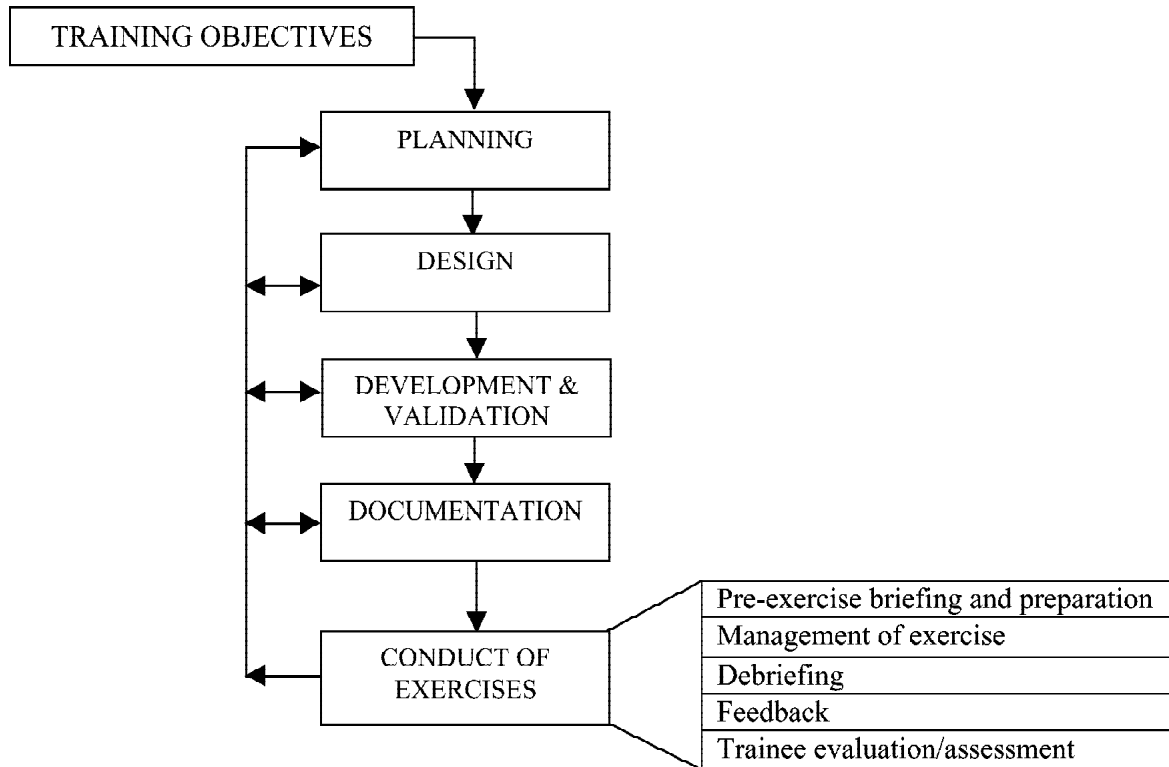 TRAINING OBJECTIVES
PLANNING
DESIGN
DEVELOPMENT &
VALIDATION
DOCUMENTATION
CONDUCT OF
EXERCISES
Pre-exercise briefing and preparation
Management of exercise
Debriefing
Feedback
Trainee evaluation/assessment